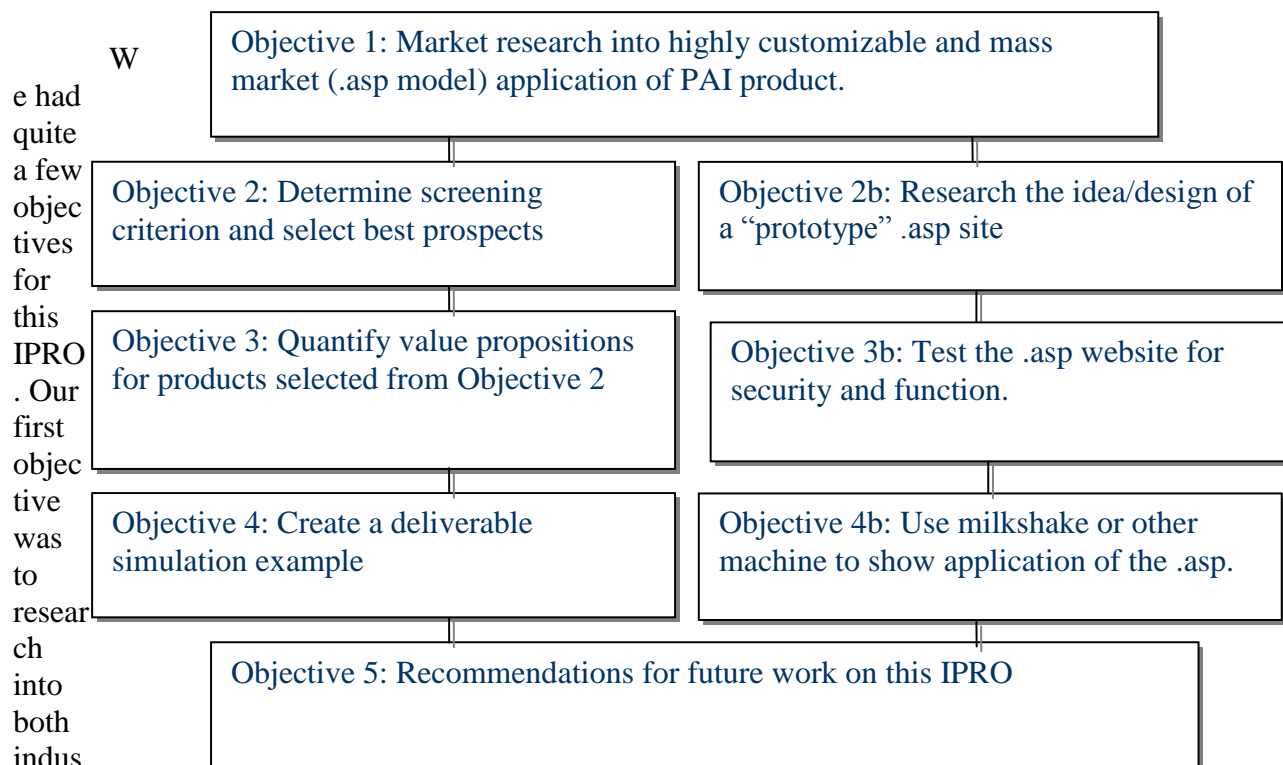 W
e had
quite
a few
objec
tives
for
this
IPRO
. Our
first
objec
tive
was
to
resear
ch
into
both
indus
Objective 1: Market research into highly customizable and mass
market (.asp model) application of PAI product.
Objective 2: Determine screening
criterion and select best prospects
Objective 2b: Research the idea/design of
a “prototype” .asp site
Objective 3: Quantify value propositions
for products selected from Objective 2
Objective 3b: Test the .asp website for
security and function.
Objective 4: Create a deliverable
simulation example
Objective 4b: Use milkshake or other
machine to show application of the .asp.
Objective 5: Recommendations for future work on this IPRO